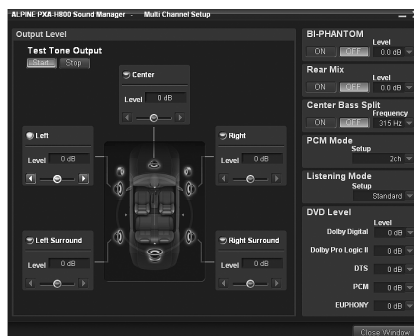 ALPINE PXA-H800 Sound Manager - Multi Channel Setup
Output Level
Test Tone Output
Start Stop
Center
Level 0 dB
Left
Level 0 dB
Right
Level 0 dB
Left Surround
Level 0 dB
Right Surround
Level 0 dB
BI-PHANTOM
Level
ON OFF 0.0 dB
Rear Mix
Level
ON OFF 0.0 dB
Center Bass Split
Frequency
ON OFF 315 Hz
PCM Mode
Setup
2ch
Listening Mode
Setup
Standard
DVD Level
Level
Dolby Digital 0 dB
Dolby Pro Logic II 0 dB
DTS 0 dB
PCM 0 dB
EUPHONY 0 dB
Close Window